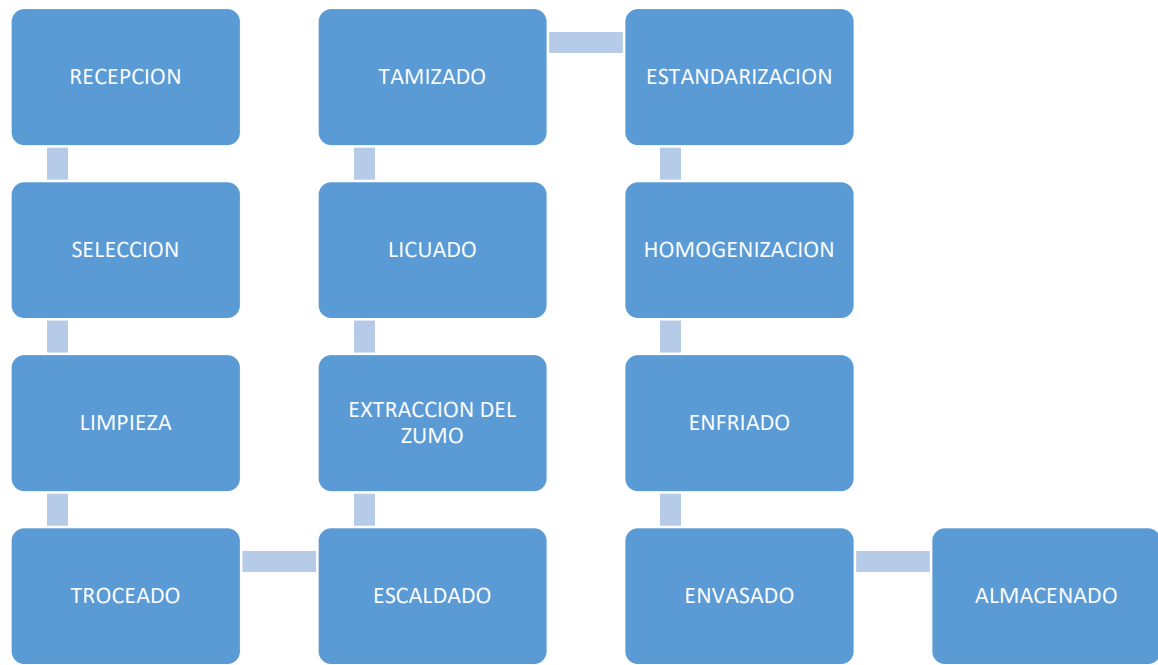 RECEPCION
SELECCION
LIMPIEZA
TROCEADO
ESCALDADO
EXTRACCION DEL
ZUMO
LICUADO
TAMIZADO
ESTANDARIZACION
HOMOGENIZACION
ENFRIADO
ENVASADO
ALMACENADO